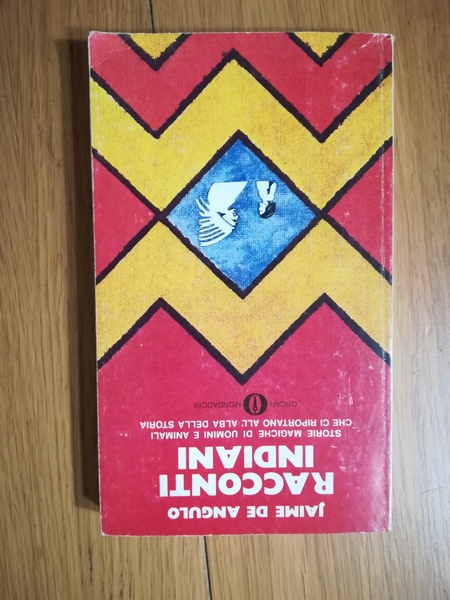 JAIME DE ANGULO
RACCONTI
INDIANI
STORIE MAGICHE DI UOMINI E ANIMALI
CHE CI RIPORTANO ALL'ALBA DELLA STORIA
OSCAR MONDADORI